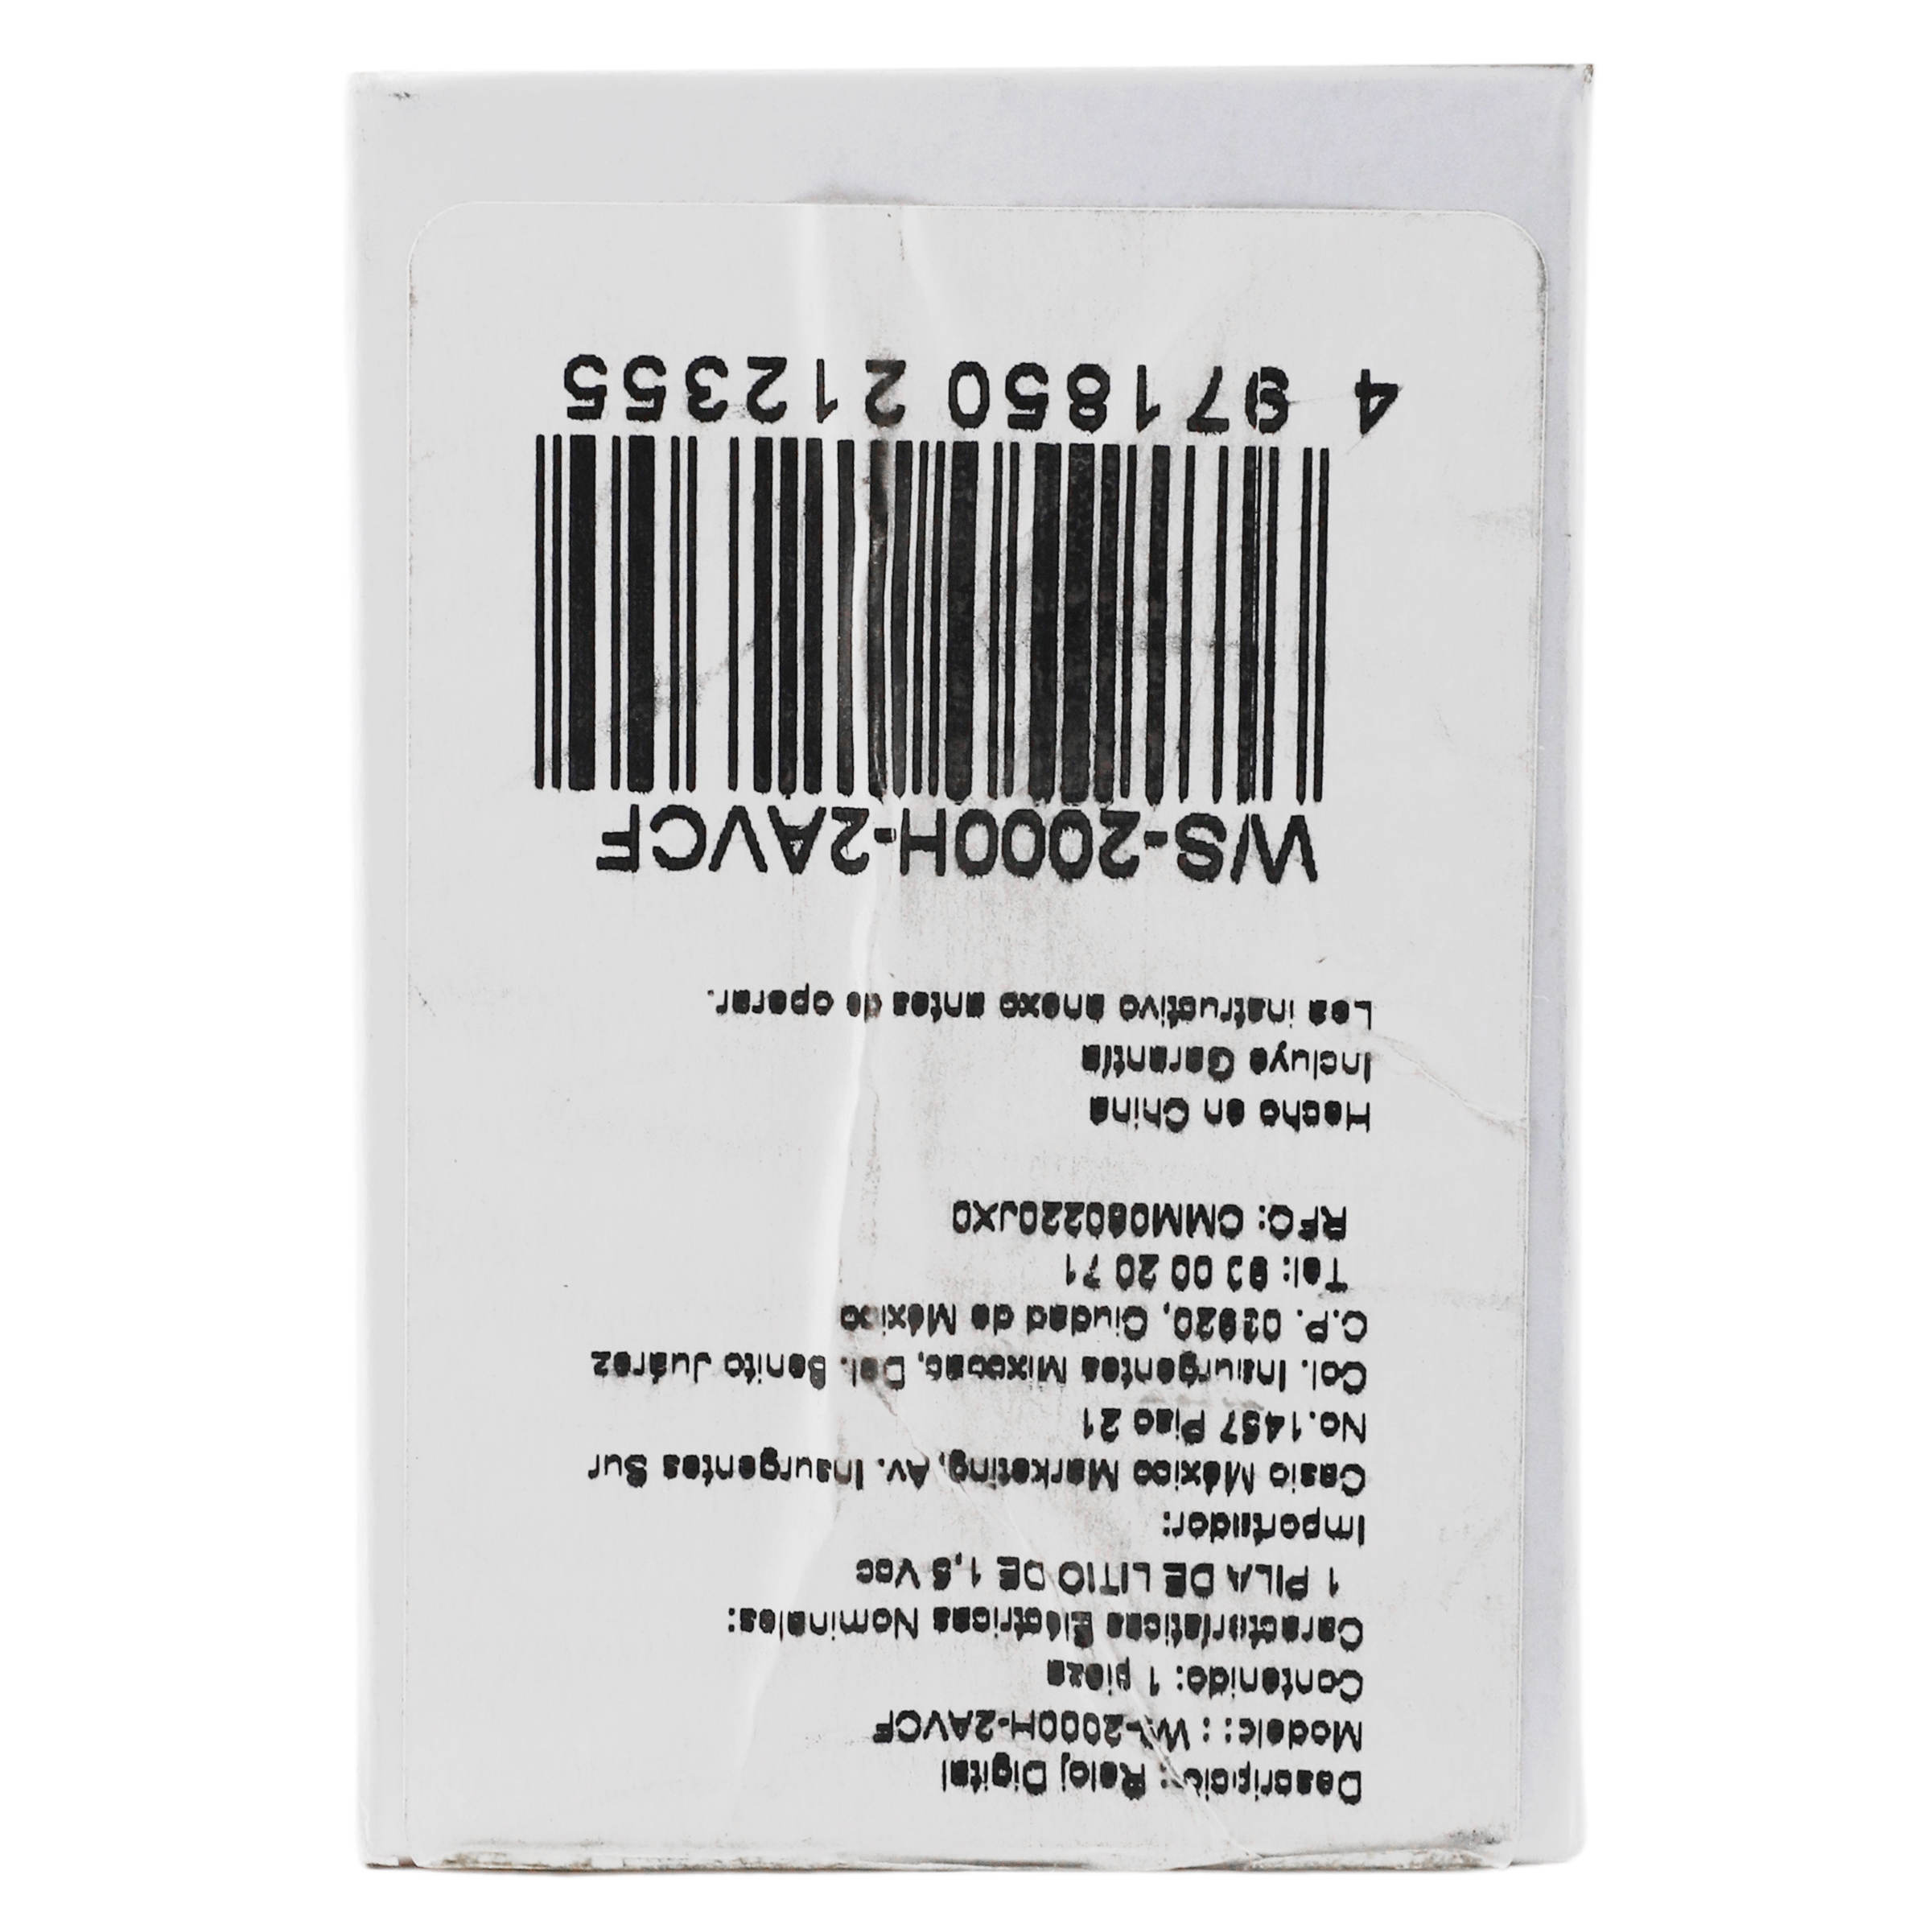 Descripción: Reloj Digital
Modelo: : WS-2000H-2AVCF
Contenido: 1 pieza
Características Eléctricas Nominales:
1 PILA DE LITIO DE 1,5 Vcc
Importador:
Casio México Marketing, Av. Insurgentes Sur
No.1457 Piso 21
Col. Insurgentes Mixcoac, Del. Benito Juárez
C.P. 03920, Ciudad de México
Tel: 90 00 20 71
RFC: CMM060220JX0
Hecho en China
Incluye Garantía
Lea instructivo anexo antes de operar.
WS-2000H-2AVCF
4 971850 212355